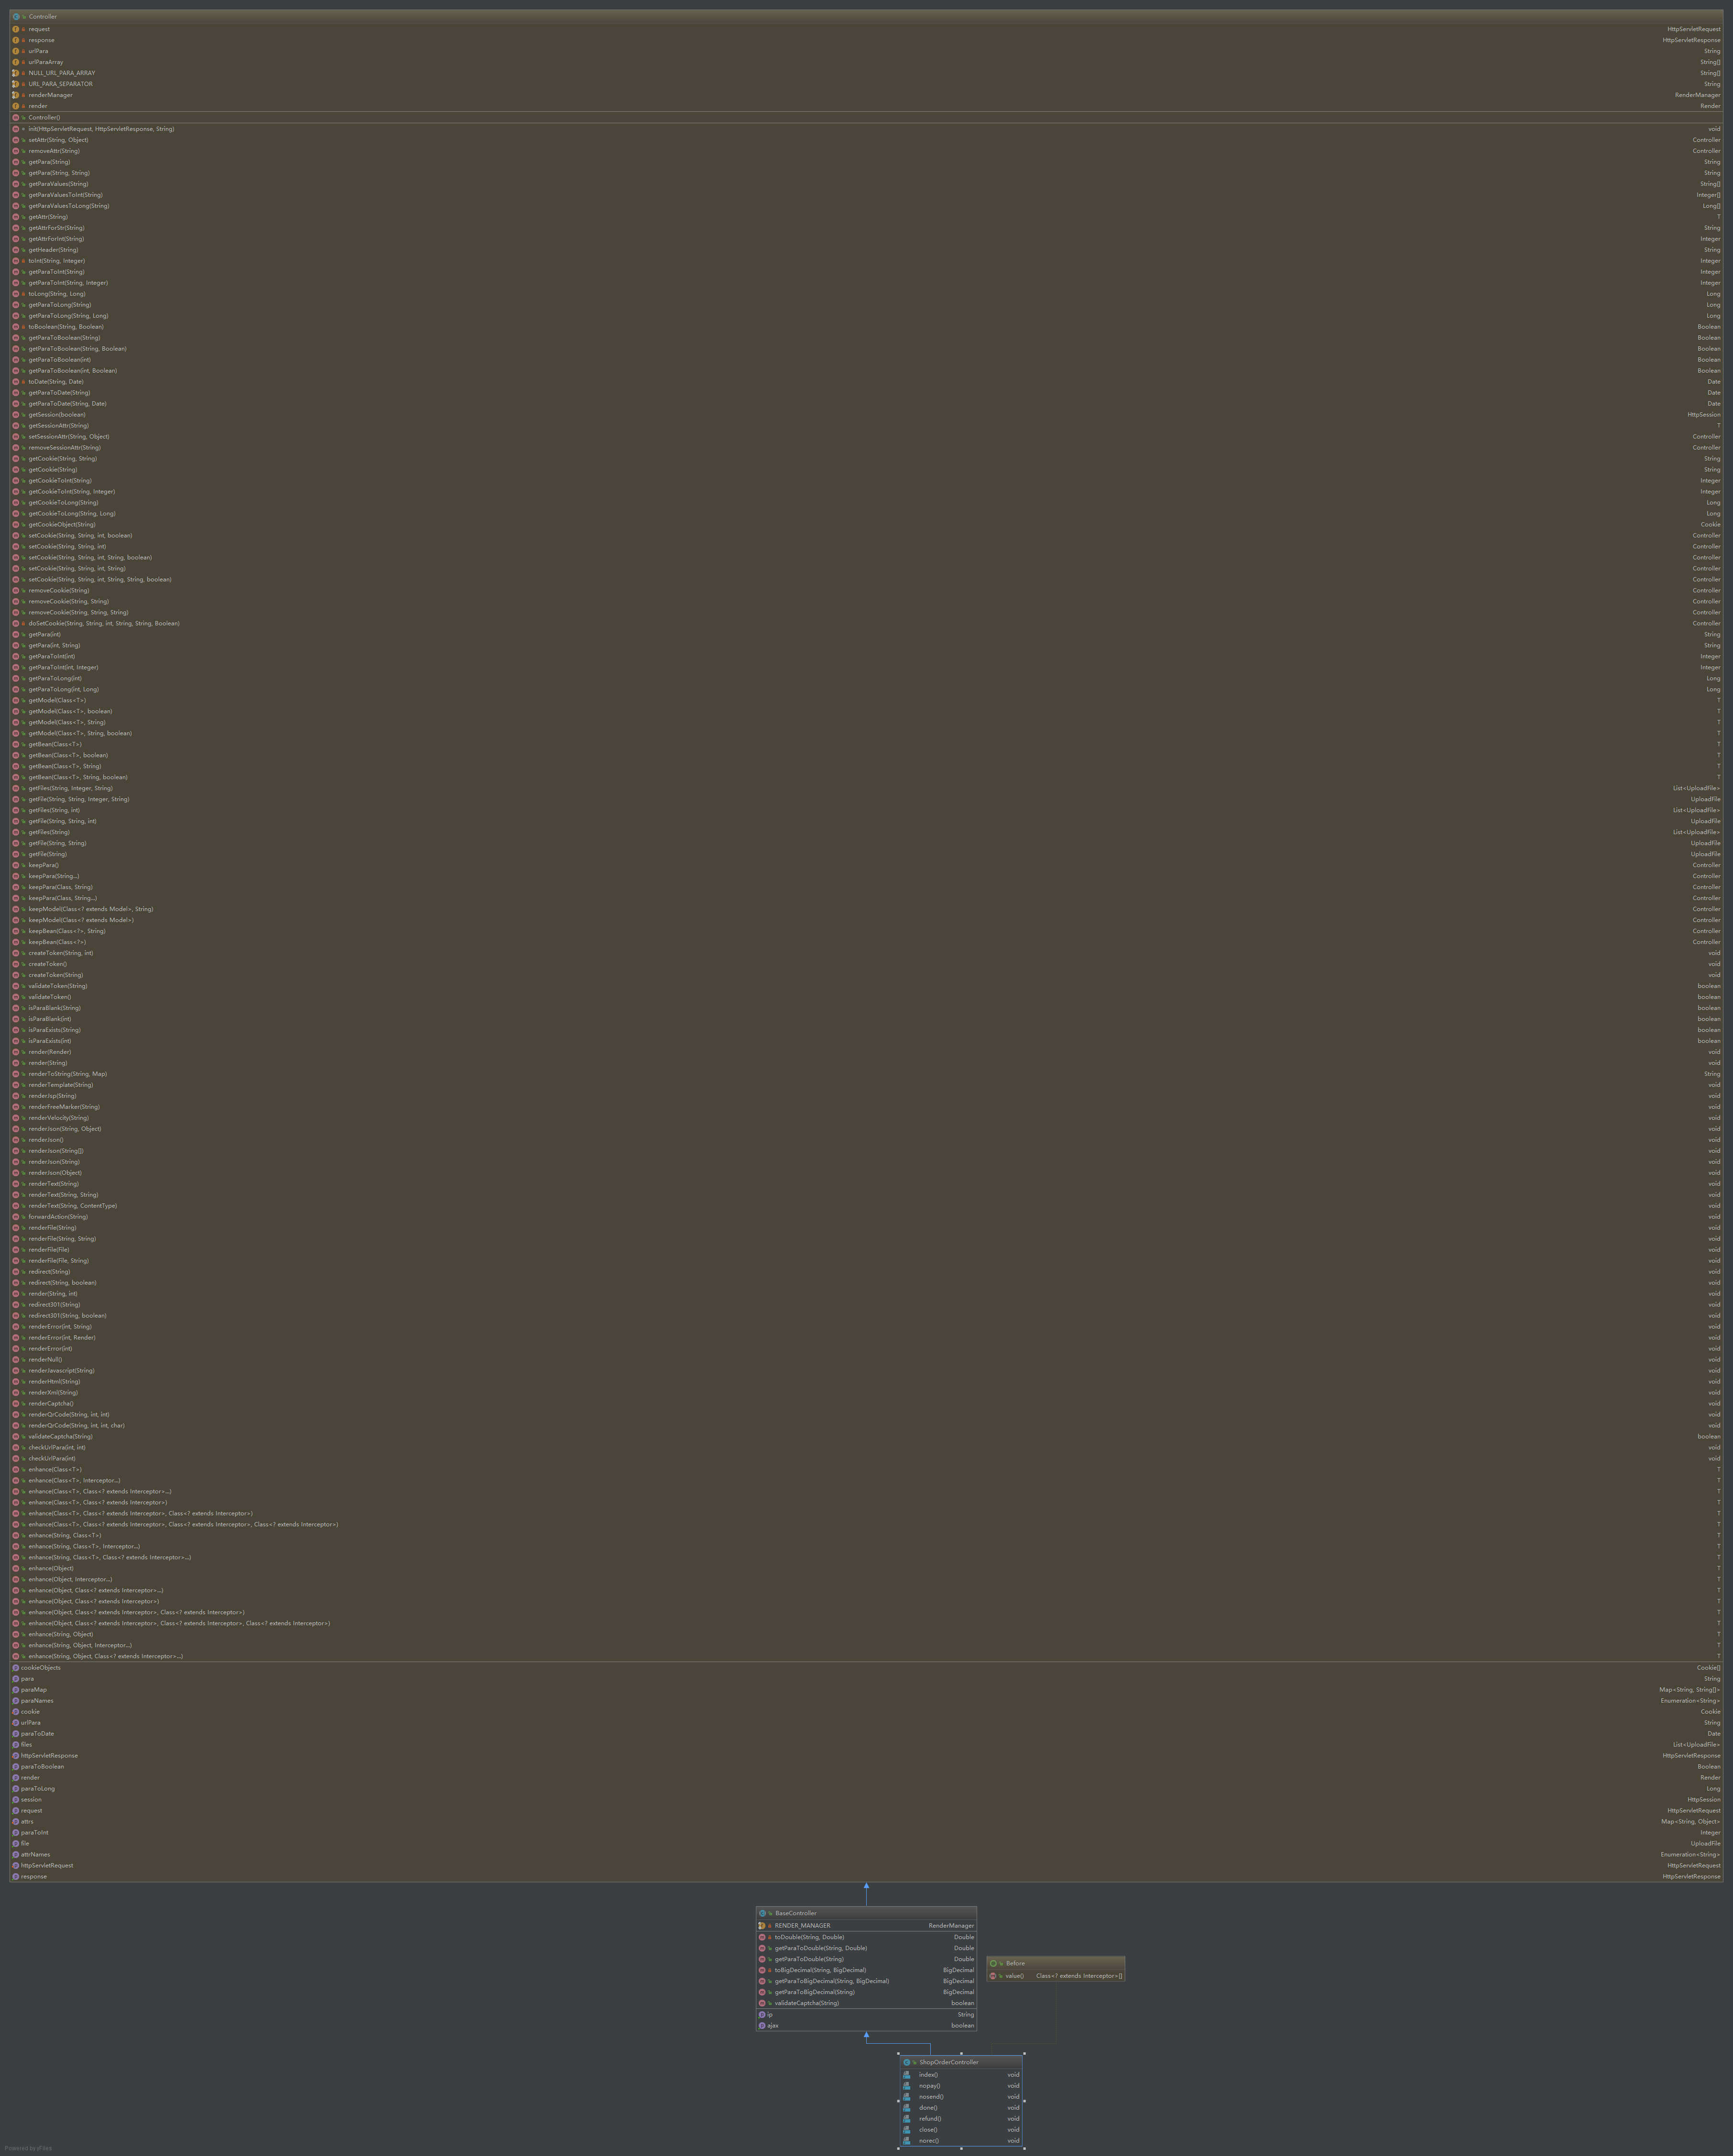 Controller
request HttpServletRequest
response HttpServletResponse
urlPara String
urlParaArray String[]
NULL_URL_PARA_ARRAY String[]
URL_PARA_SEPARATOR String
renderManager RenderManager
render Render
Controller()
init(HttpServletRequest, HttpServletResponse, String) void
setAttr(String, Object) Controller
removeAttr(String) Controller
getPara(String) String
getPara(String, String) String
getParaValues(String) String[]
getParaValuesToInt(String) Integer[]
getParaValuesToLong(String) Long[]
getAttr(String) T
getAttrForStr(String) String
getAttrForInt(String) Integer
getHeader(String) String
toInt(String, Integer) Integer
getParaToInt(String) Integer
getParaToInt(String, Integer) Integer
toLong(String, Long) Long
getParaToLong(String) Long
getParaToLong(String, Long) Long
toBoolean(String, Boolean) Boolean
getParaToBoolean(String) Boolean
getParaToBoolean(String, Boolean) Boolean
getParaToBoolean(int) Boolean
getParaToBoolean(int, Boolean) Boolean
toDate(String, Date) Date
getParaToDate(String) Date
getParaToDate(String, Date) Date
getSession(boolean) HttpSession
getSessionAttr(String) T
setSessionAttr(String, Object) Controller
removeSessionAttr(String) Controller
getCookie(String, String) String
getCookie(String) String
getCookieToInt(String) Integer
getCookieToInt(String, Integer) Integer
getCookieToLong(String) Long
getCookieToLong(String, Long) Long
getCookieObject(String) Cookie
setCookie(String, String, int, boolean) Controller
setCookie(String, String, int) Controller
setCookie(String, String, int, String, boolean) Controller
setCookie(String, String, int, String) Controller
setCookie(String, String, int, String, String, boolean) Controller
removeCookie(String) Controller
removeCookie(String, String) Controller
removeCookie(String, String, String) Controller
doSetCookie(String, String, int, String, String, Boolean) Controller
getPara(int) String
getPara(int, String) String
getParaToInt(int) Integer
getParaToInt(int, Integer) Integer
getParaToLong(int) Long
getParaToLong(int, Long) Long
getModel(Class<T>) T
getModel(Class<T>, boolean) T
getModel(Class<T>, String) T
getModel(Class<T>, String, boolean) T
getBean(Class<T>) T
getBean(Class<T>, boolean) T
getBean(Class<T>, String) T
getBean(Class<T>, String, boolean) T
getFiles(String, Integer, String) List<UploadFile>
getFile(String, String, Integer, String) UploadFile
getFiles(String, int) List<UploadFile>
getFile(String, String, int) UploadFile
getFiles(String) List<UploadFile>
getFile(String, String) UploadFile
getFile(String) UploadFile
keepPara() Controller
keepPara(String...) Controller
keepPara(Class, String) Controller
keepPara(Class, String...) Controller
keepModel(Class<? extends Model>, String) Controller
keepModel(Class<? extends Model>) Controller
keepBean(Class<?>, String) Controller
keepBean(Class<?>) Controller
createToken(String, int) void
createToken() void
createToken(String) void
validateToken(String) boolean
validateToken() boolean
isParaBlank(String) boolean
isParaBlank(int) boolean
isParaExists(String) boolean
isParaExists(int) boolean
render(Render) void
render(String) void
renderToString(String, Map) String
renderTemplate(String) void
renderJsp(String) void
renderFreeMarker(String) void
renderVelocity(String) void
renderJson(String, Object) void
renderJson() void
renderJson(String[]) void
renderJson(String) void
renderJson(Object) void
renderText(String) void
renderText(String, String) void
renderText(String, ContentType) void
forwardAction(String) void
renderFile(String) void
renderFile(String, String) void
renderFile(File) void
renderFile(File, String) void
redirect(String) void
redirect(String, boolean) void
render(String, int) void
redirect301(String) void
redirect301(String, boolean) void
renderError(int, String) void
renderError(int, Render) void
renderError(int) void
renderNull() void
renderJavascript(String) void
renderHtml(String) void
renderXml(String) void
renderCaptcha() void
renderQrCode(String, int, int) void
renderQrCode(String, int, int, char) void
validateCaptcha(String) boolean
checkUrlPara(int, int) void
checkUrlPara(int) void
enhance(Class<T>) T
enhance(Class<T>, Interceptor...) T
enhance(Class<T>, Class<? extends Interceptor>...) T
enhance(Class<T>, Class<? extends Interceptor>) T
enhance(Class<T>, Class<? extends Interceptor>, Class<? extends Interceptor>) T
enhance(Class<T>, Class<? extends Interceptor>, Class<? extends Interceptor>, Class<? extends Interceptor>) T
enhance(String, Class<T>) T
enhance(String, Class<T>, Interceptor...) T
enhance(String, Class<T>, Class<? extends Interceptor>...) T
enhance(Object) T
enhance(Object, Interceptor...) T
enhance(Object, Class<? extends Interceptor>...) T
enhance(Object, Class<? extends Interceptor>) T
enhance(Object, Class<? extends Interceptor>, Class<? extends Interceptor>) T
enhance(Object, Class<? extends Interceptor>, Class<? extends Interceptor>, Class<? extends Interceptor>) T
enhance(String, Object) T
enhance(String, Object, Interceptor...) T
enhance(String, Object, Class<? extends Interceptor>...) T
cookieObjects Cookie[]
para String
paraMap Map<String, String[]>
paraNames Enumeration<String>
cookie Cookie
urlPara String
paraToDate Date
files List<UploadFile>
httpServletResponse HttpServletResponse
paraToBoolean Boolean
render Render
paraToLong Long
session HttpSession
request HttpServletRequest
attrs Map<String, Object>
paraToInt Integer
file UploadFile
attrNames Enumeration<String>
httpServletRequest HttpServletRequest
response HttpServletResponse
BaseController
RENDER_MANAGER RenderManager
toDouble(String, Double) Double
getParaToDouble(String, Double) Double
getParaToDouble(String) Double
toBigDecimal(String, BigDecimal) BigDecimal
getParaToBigDecimal(String, BigDecimal) BigDecimal
getParaToBigDecimal(String) BigDecimal
validateCaptcha(String) boolean
ip String
ajax boolean
Before
value() Class<? extends Interceptor>[]
ShopOrderController
index() void
nopay() void
nosend() void
done() void
refund() void
close() void
norec() void
Powered by yFiles